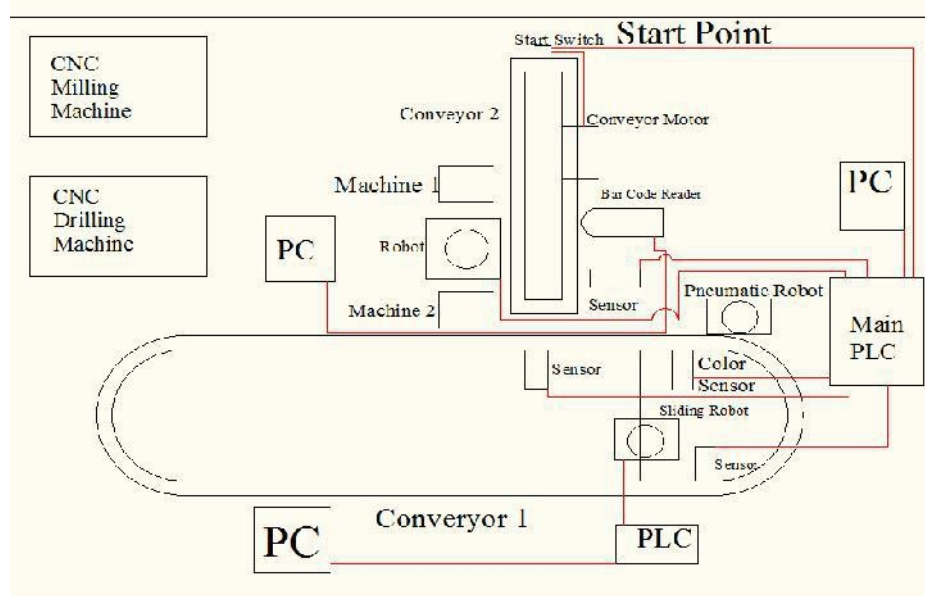 Start Switch
Start Point
CNC
Milling
Machine
Conveyor 2
Conveyor Motor
Machine 1
PC
Bar Code Reader
CNC
Drilling
Machine
PC
Robot
Sensor
Pneumatic Robot
Machine 2
Main
PLC
Sensor
Color
Sensor
Sliding Robot
Sensor
Converyor 1
PC
PLC